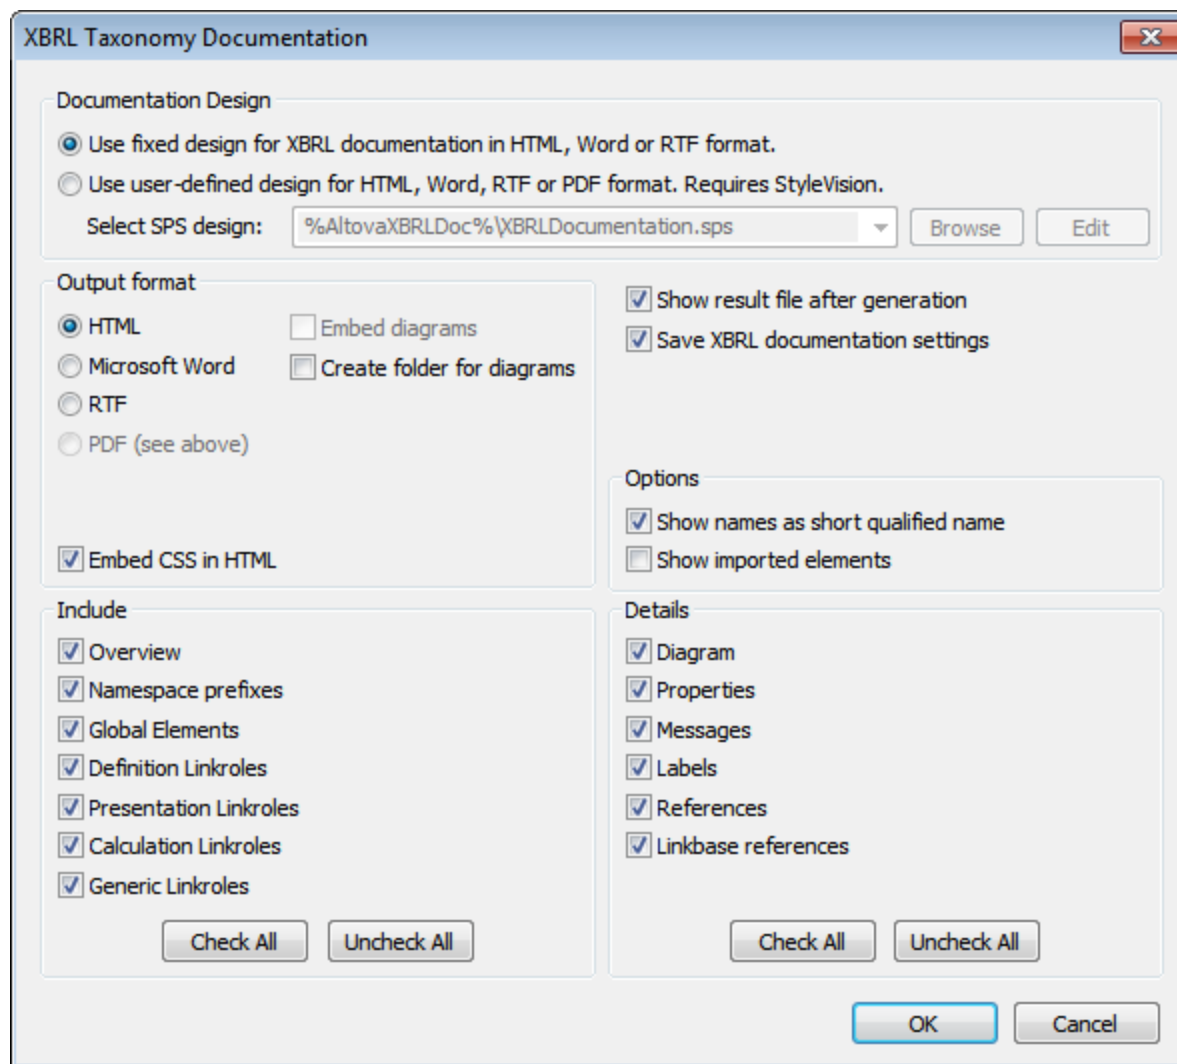 XBRL Taxonomy Documentation
Documentation Design
Use fixed design for XBRL documentation in HTML, Word or RTF format.
Use user-defined design for HTML, Word, RTF or PDF format. Requires StyleVision.
Select SPS design: %AltovaXBRLDoc%\XBRLDocumentation.sps Browse Edit
Output format
HTML
Embed diagrams
Microsoft Word
Create folder for diagrams
RTF
PDF (see above)
Embed CSS in HTML
Show result file after generation
Save XBRL documentation settings
Options
Show names as short qualified name
Show imported elements
Include
Overview
Namespace prefixes
Global Elements
Definition Linkroles
Presentation Linkroles
Calculation Linkroles
Generic Linkroles
Check All Uncheck All
Details
Diagram
Properties
Messages
Labels
References
Linkbase references
Check All Uncheck All
OK Cancel